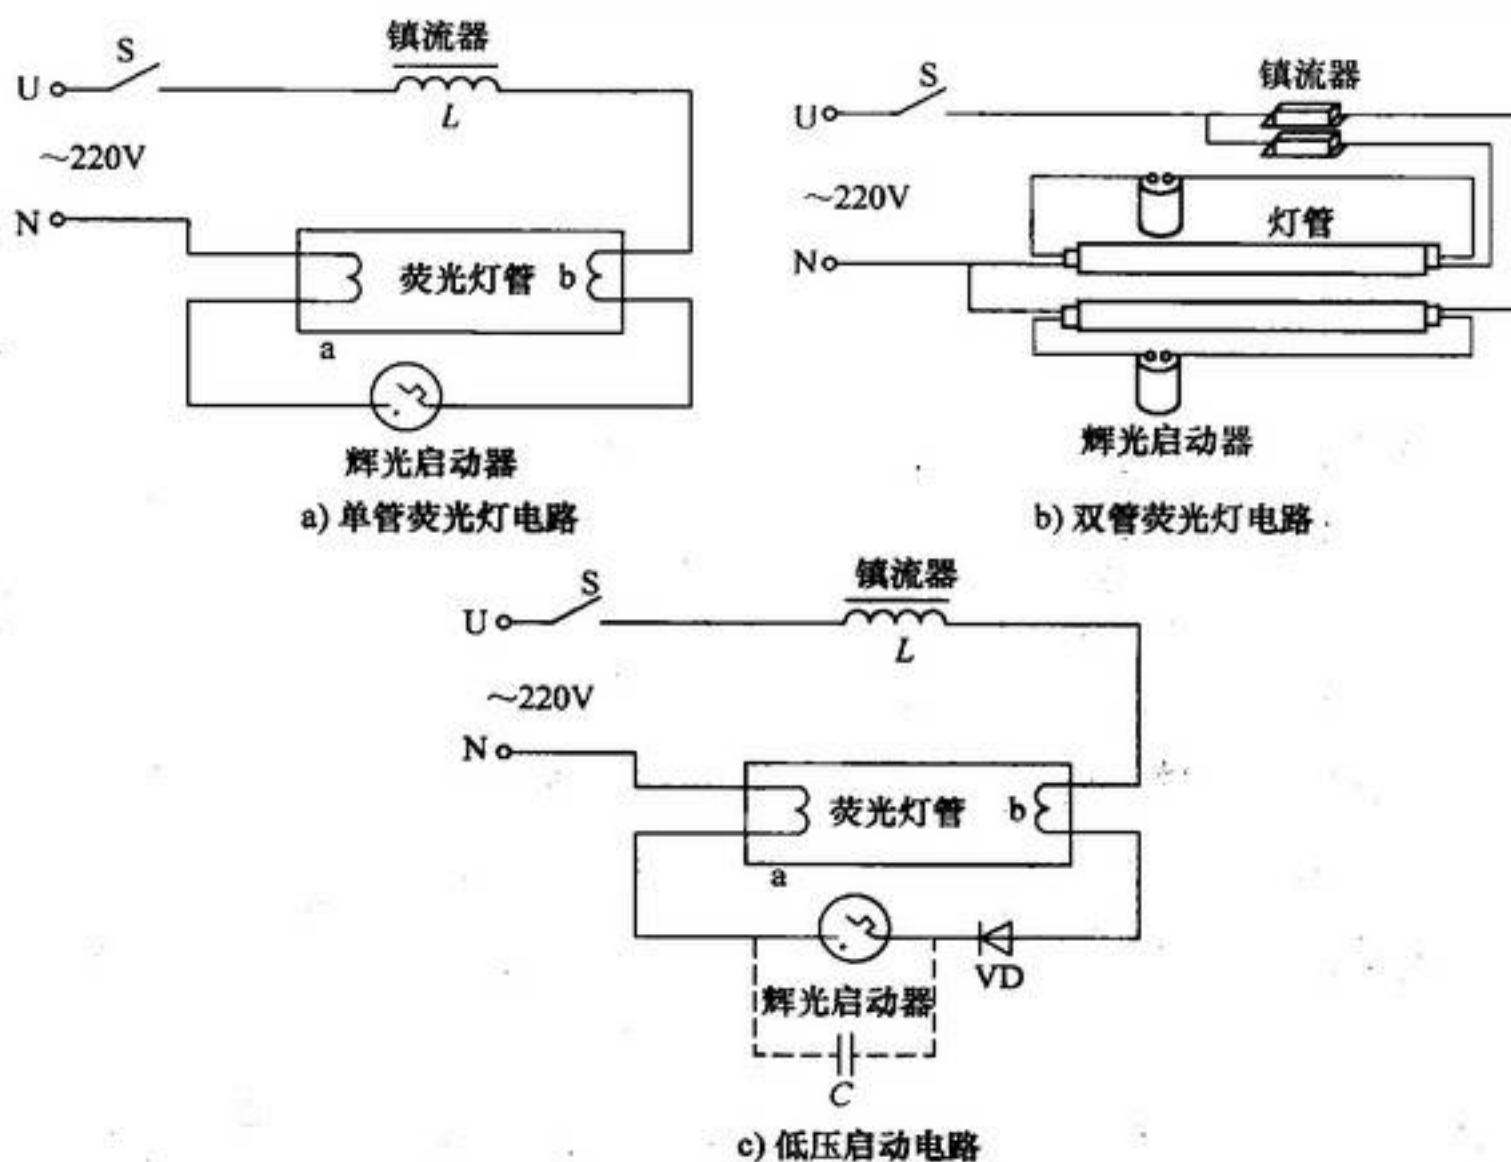 镇流器
S
U
L
~220V
N
荧光灯管 b
a
辉光启动器
a) 单管荧光灯电路
S
镇流器
U
~220V
灯管
N
辉光启动器
b) 双管荧光灯电路
镇流器
S
U
L
~220V
N
荧光灯管 b
a
VD
辉光启动器
C
c) 低压启动电路